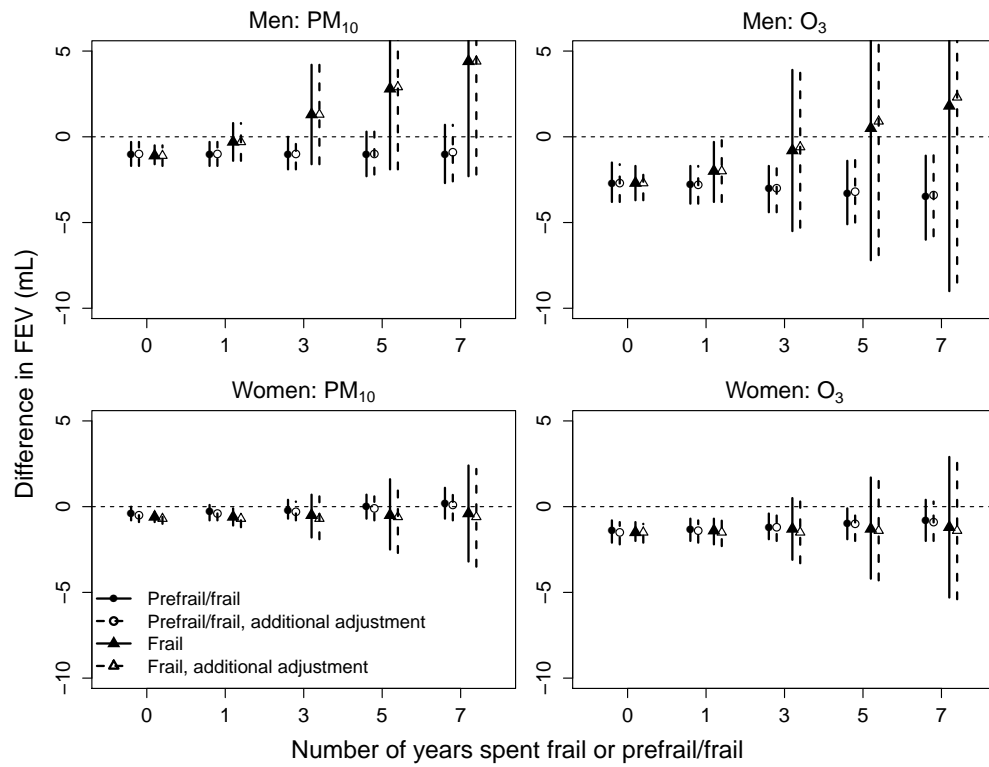 Men: PM₁₀
Men: O₃
5
0
−5
−10
0 1 3 5 7
5
0
−5
−10
0 1 3 5 7
Difference in FEV (mL)
Women: PM₁₀
Women: O₃
5
0
−5
−10
Prefrail/frail
Prefrail/frail, additional adjustment
Frail
Frail, additional adjustment
0 1 3 5 7
5
0
−5
−10
0 1 3 5 7
Number of years spent frail or prefrail/frail